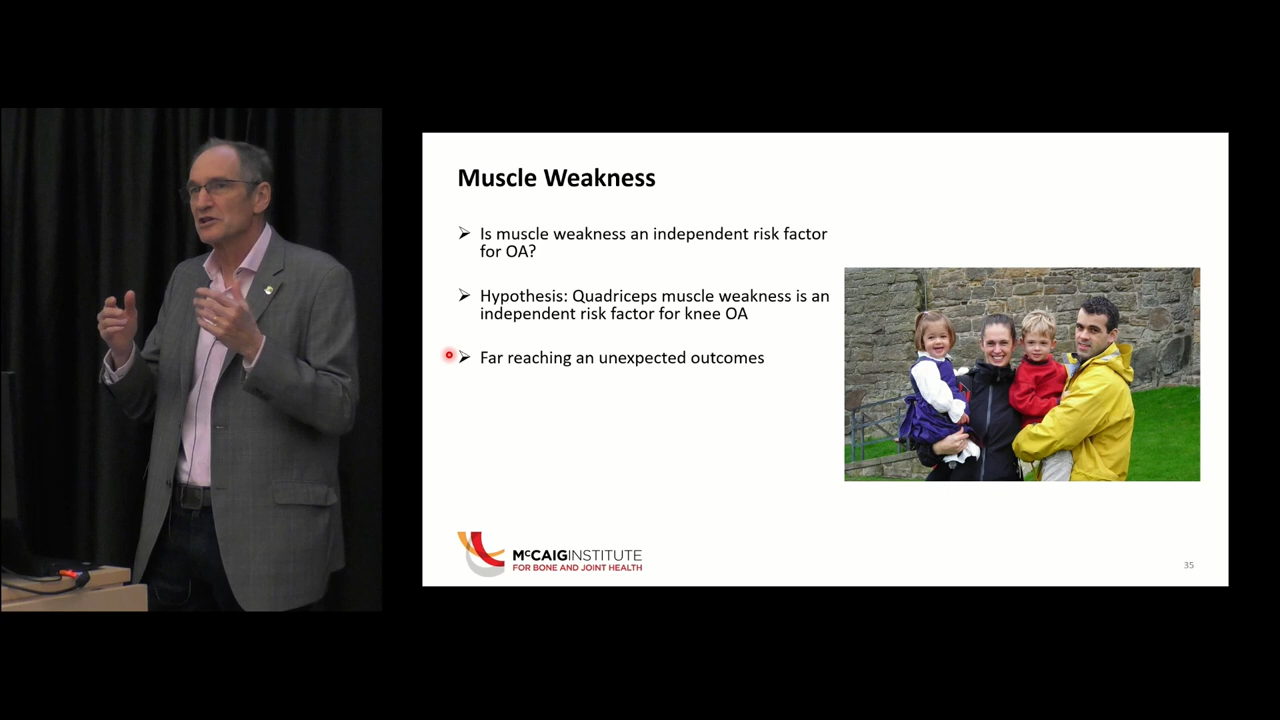 Muscle Weakness
➢ Is muscle weakness an independent risk factor
for OA?
➢ Hypothesis: Quadriceps muscle weakness is an
independent risk factor for knee OA
➢ Far reaching an unexpected outcomes
McCAIGINSTITUTE
FOR BONE AND JOINT HEALTH
35